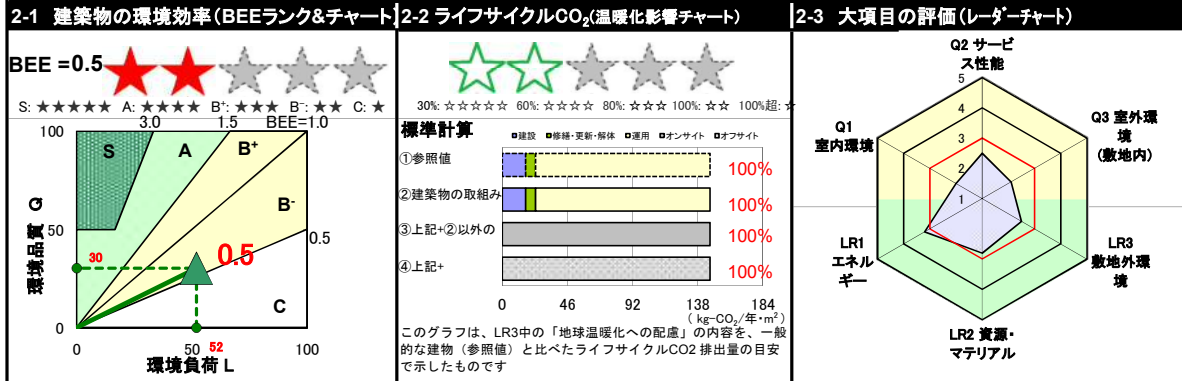 2-1 建築物の環境効率(BEEランク&チャート)
BEE = 0.5
S: ★★★★★ A: ★★★★ B⁺: ★★★ B⁻: ★★ C: ★
3.0 1.5 BEE=1.0
100
S
A
B⁺
B⁻
50
0.5
0.5
30
C
0
環境品質 Q
0 50 52 100
環境負荷 L
2-2 ライフサイクルCO₂(温暖化影響チャート)
30%: ☆☆☆☆☆ 60%: ☆☆☆☆ 80%: ☆☆☆ 100%: ☆☆ 100%超: ☆
標準計算
建設 修繕・更新・解体 運用 オンサイト オフサイト
①参照値 100%
②建築物の取組み 100%
③上記+②以外の 100%
④上記+ 100%
0 46 92 138 184
( kg-CO₂/年・m²)
このグラフは、LR3中の「地球温暖化への配慮」の内容を、一般
的な建物（参照値）と比べたライフサイクルCO2 排出量の目安
で示したものです
2-3 大項目の評価(レーダーチャート)
Q2 サービ
ス性能
5
4
3
2
1
Q1
室内環境
Q3 室外環
境
(敷地内)
LR1
エネル
ギー
LR3
敷地外環
境
LR2 資源・
マテリアル